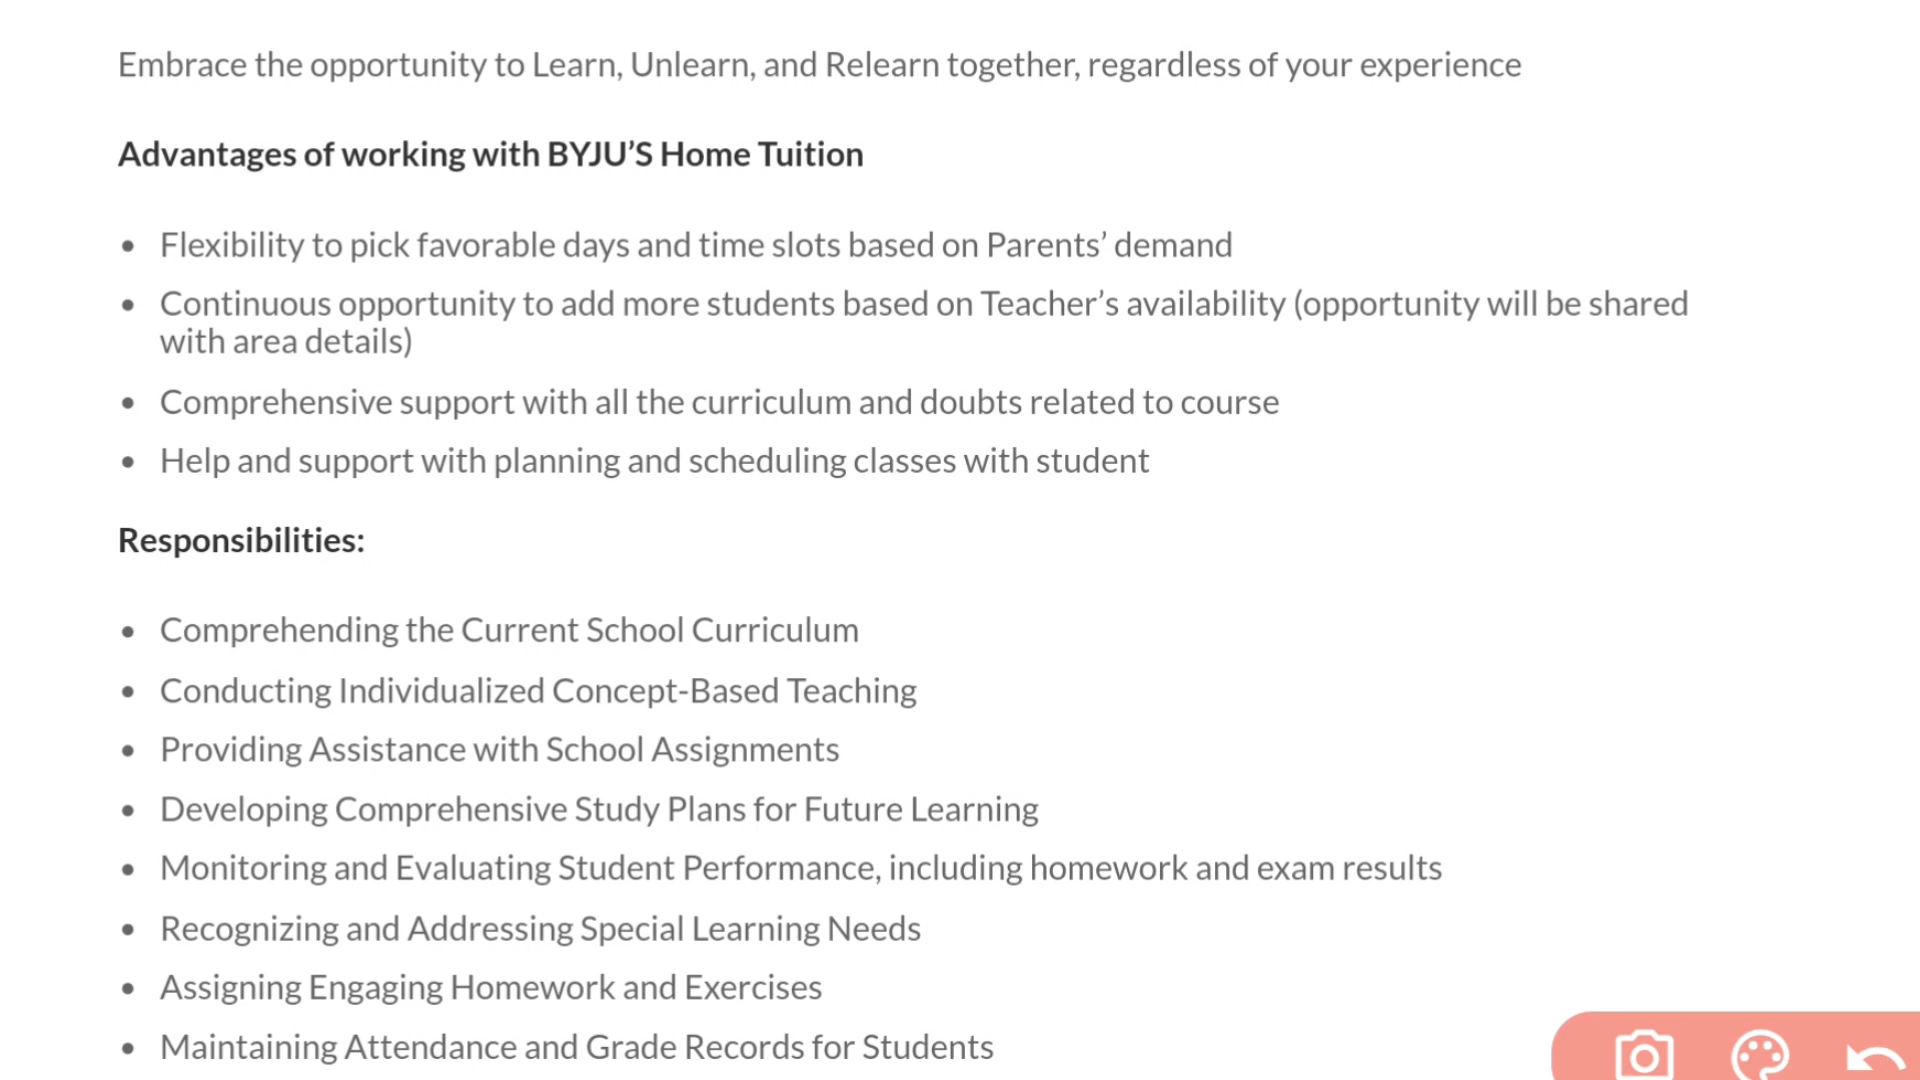 Embrace the opportunity to Learn, Unlearn, and Relearn together, regardless of your experience
Advantages of working with BYJU’S Home Tuition
• Flexibility to pick favorable days and time slots based on Parents’ demand
• Continuous opportunity to add more students based on Teacher’s availability (opportunity will be shared
with area details)
• Comprehensive support with all the curriculum and doubts related to course
• Help and support with planning and scheduling classes with student
Responsibilities:
• Comprehending the Current School Curriculum
• Conducting Individualized Concept-Based Teaching
• Providing Assistance with School Assignments
• Developing Comprehensive Study Plans for Future Learning
• Monitoring and Evaluating Student Performance, including homework and exam results
• Recognizing and Addressing Special Learning Needs
• Assigning Engaging Homework and Exercises
• Maintaining Attendance and Grade Records for Students